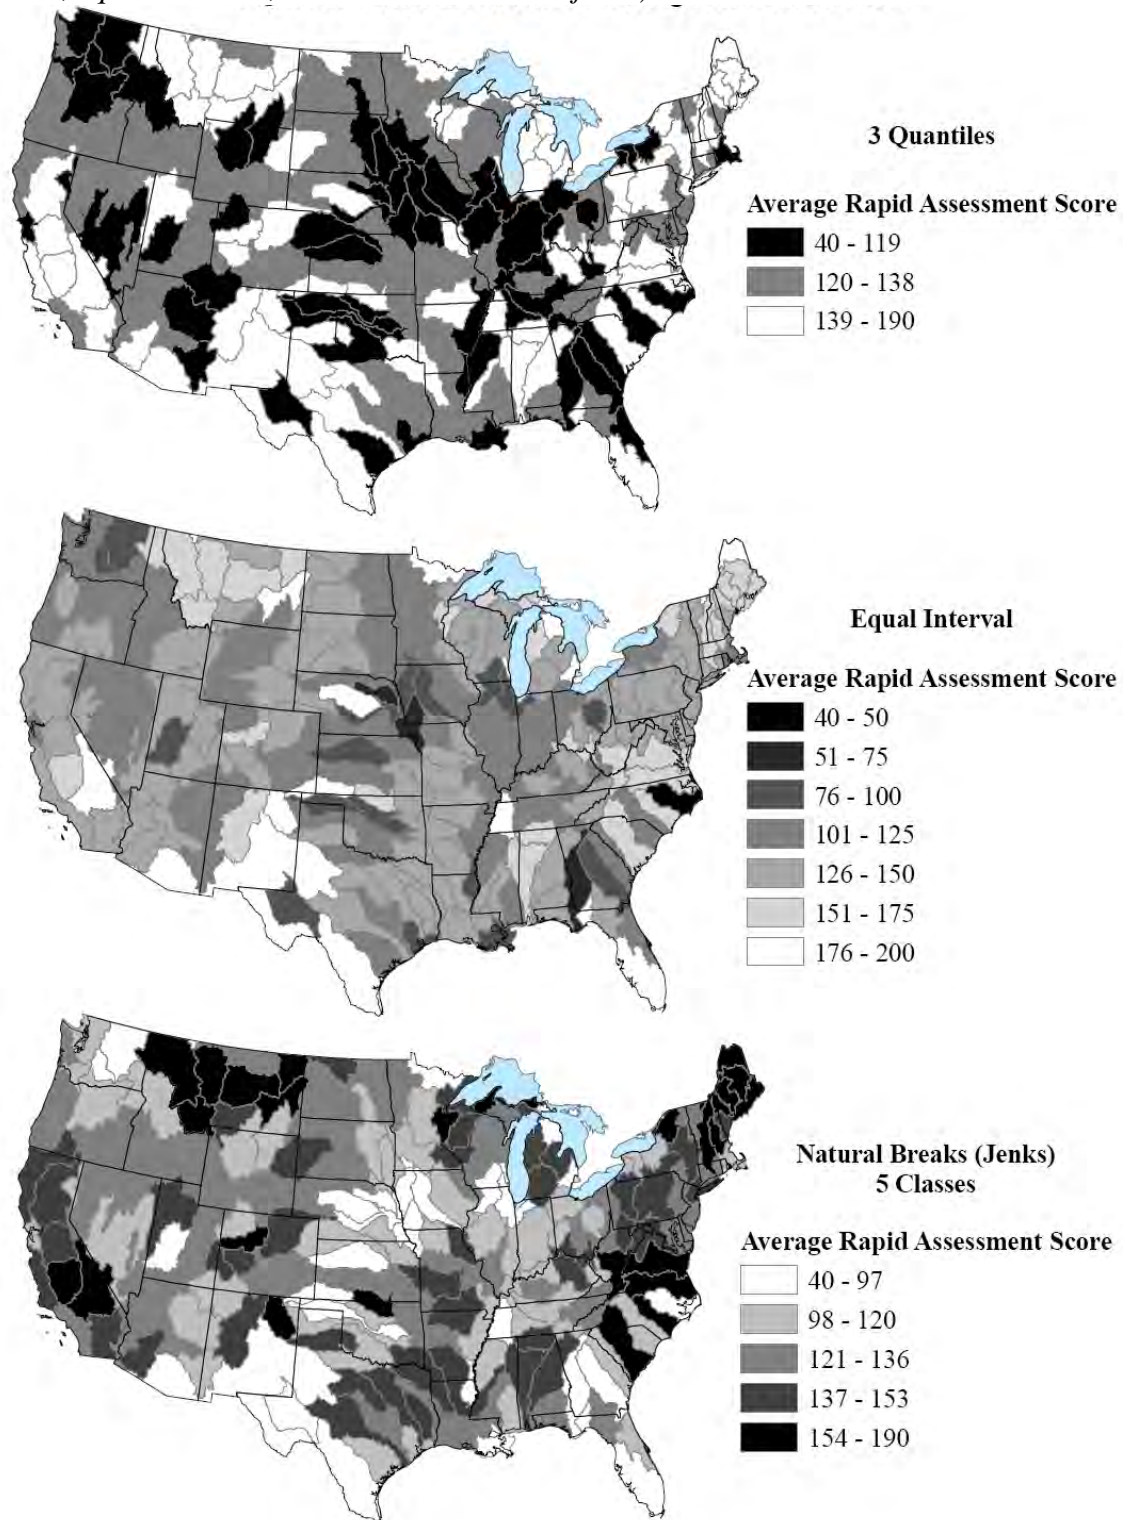 3 Quantiles
Average Rapid Assessment Score
40 - 119
120 - 138
139 - 190
Equal Interval
Average Rapid Assessment Score
40 - 50
51 - 75
76 - 100
101 - 125
126 - 150
151 - 175
176 - 200
Natural Breaks (Jenks)
5 Classes
Average Rapid Assessment Score
40 - 97
98 - 120
121 - 136
137 - 153
154 - 190